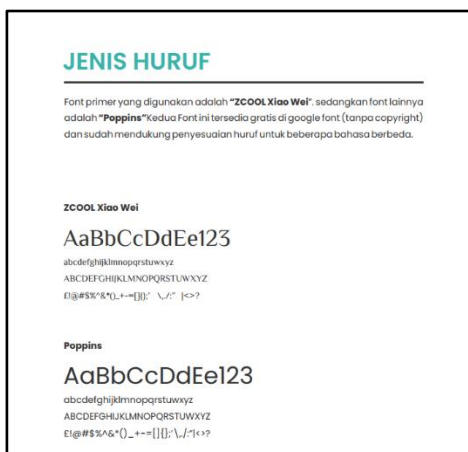 JENIS HURUF
Font primer yang digunakan adalah “ZCOOL Xiao Wei”. sedangkan font lainnya
adalah “Poppins”Kedua Font ini tersedia gratis di google font (tanpa copyright)
dan sudah mendukung penyesuaian huruf untuk beberapa bahasa berbeda.
ZCOOL Xiao Wei
AaBbCcDdEe123
abcdefghijklmnopqrstuwxyz
ABCDEFGHIJKLMNOPQRSTUWXYZ
£!@#$%^&*()_+-=[]{};' \,./:" |<>?
Poppins
AaBbCcDdEe123
abcdefghijklmnopqrstuwxyz
ABCDEFGHIJKLMNOPQRSTUWXYZ
£!@#$%^&*()_+-=[]{};'\,./:"|<>?